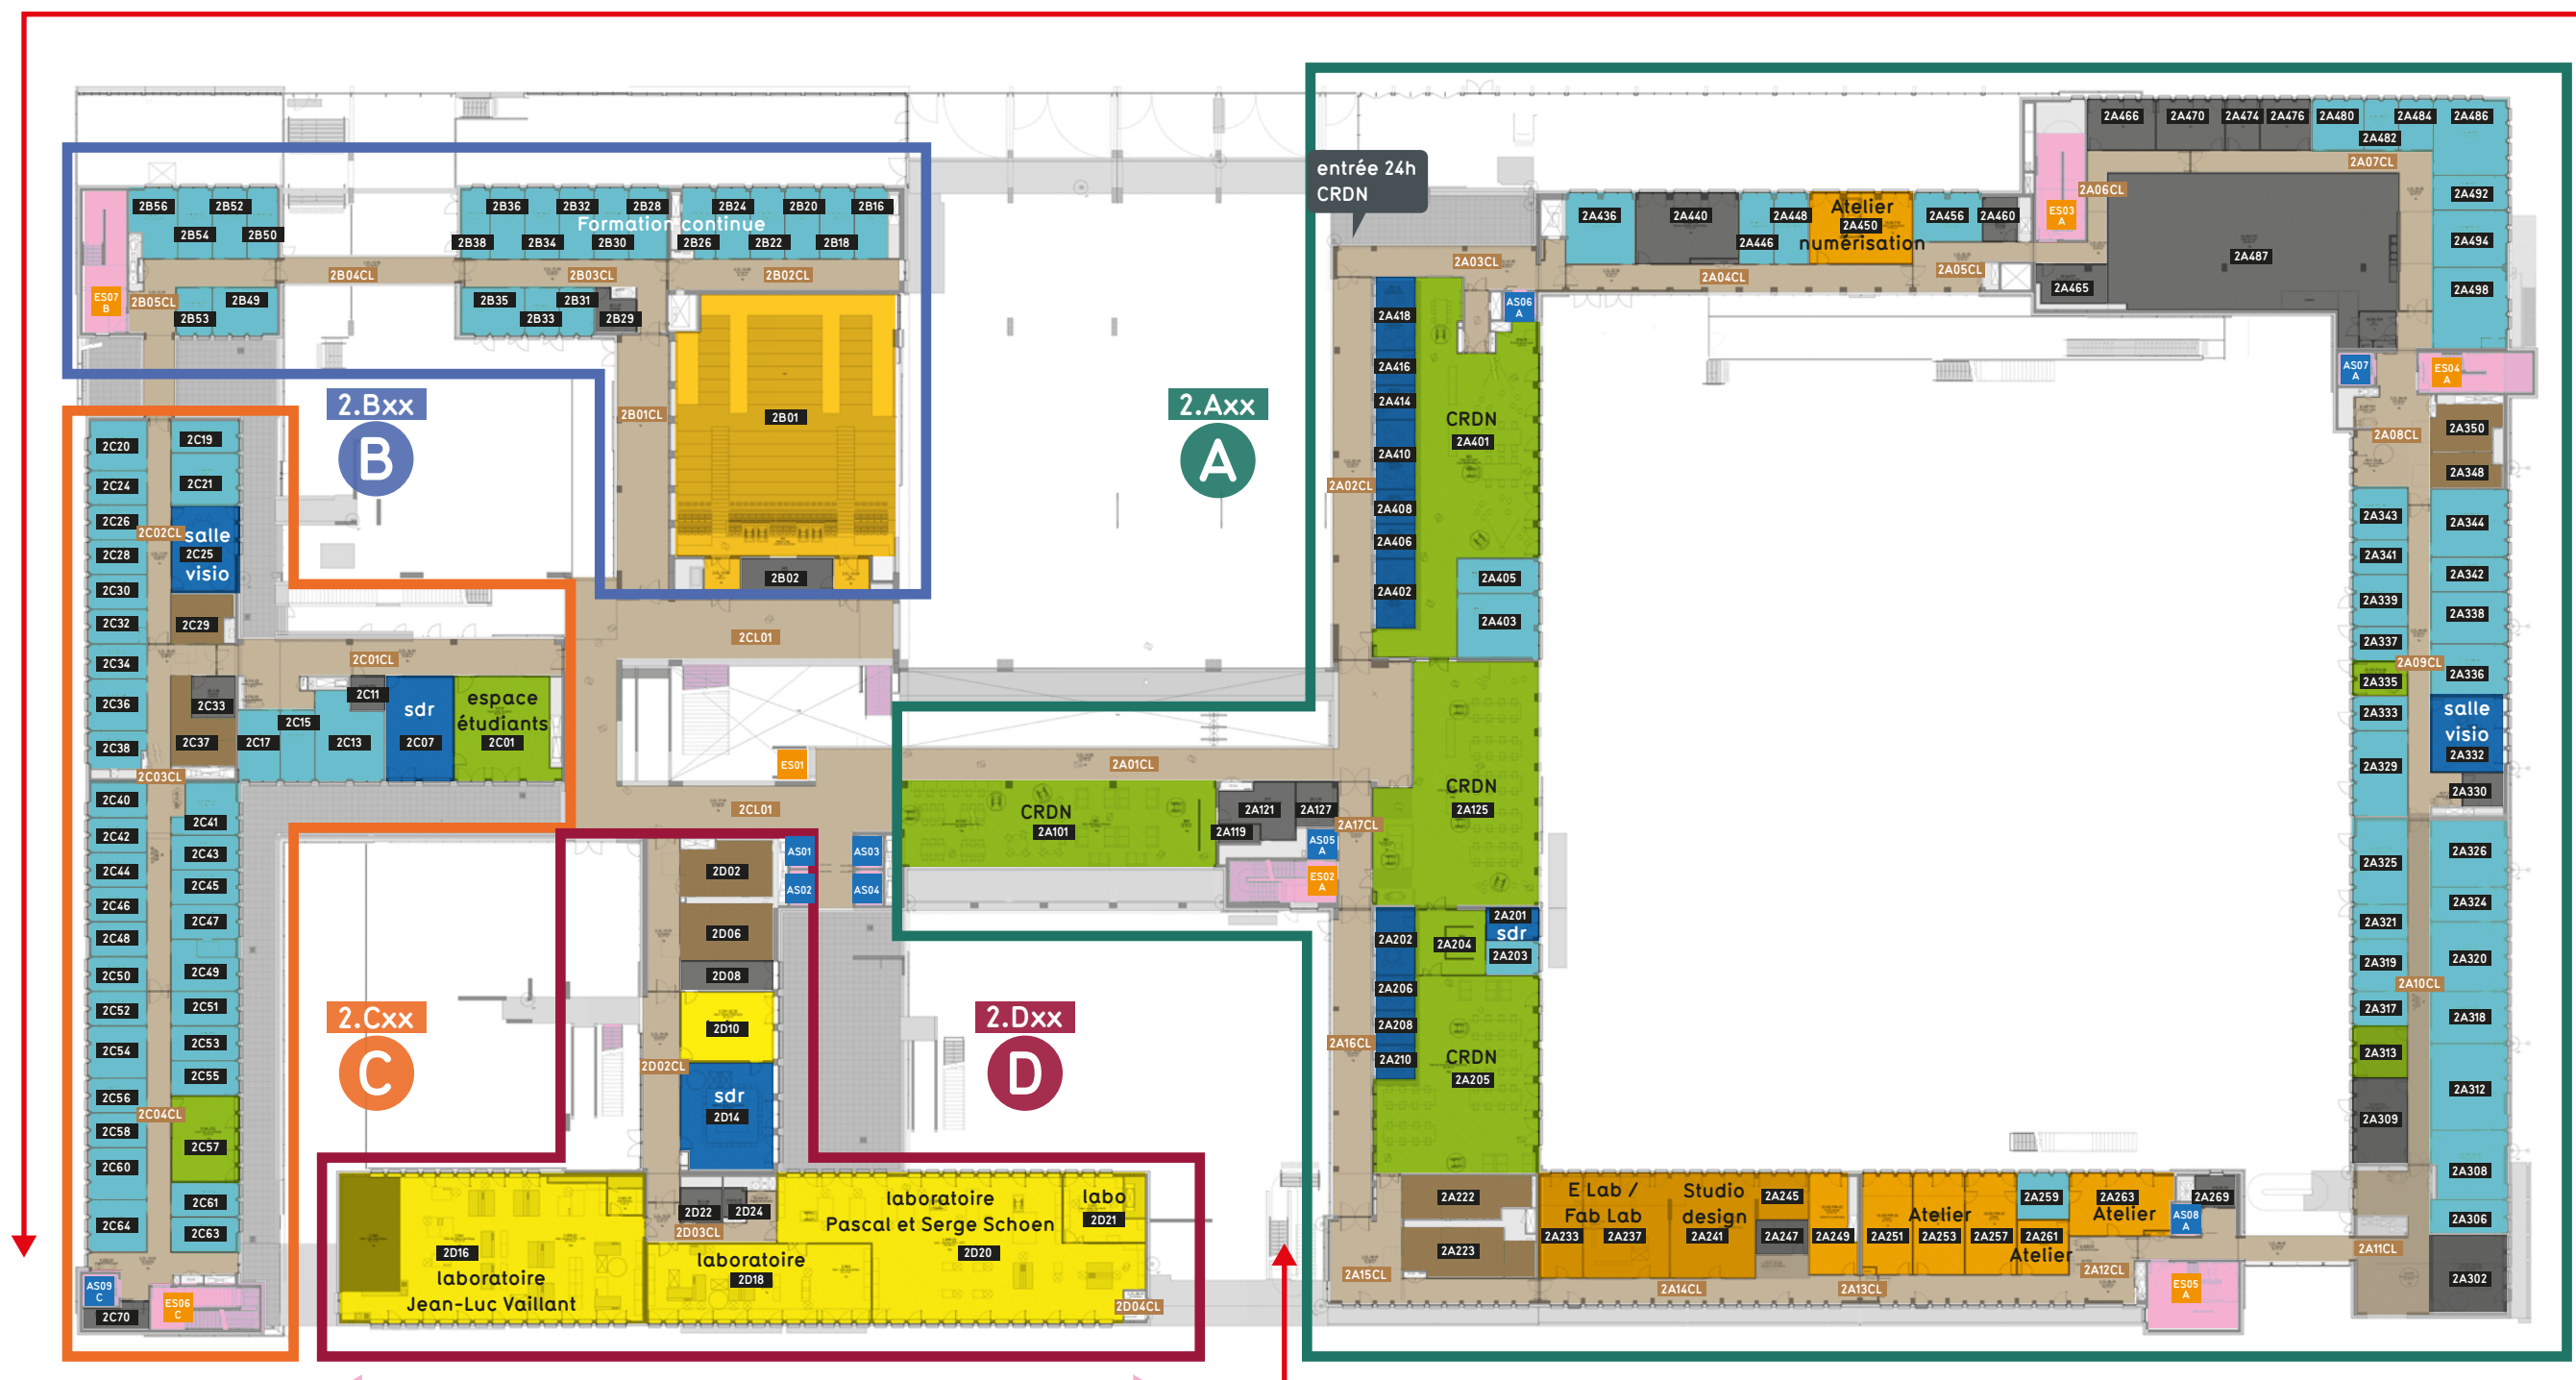 entrée 24h
CRDN
2A466
2A470
2A474
2A476
2A480
2A482
2A484
2A486
2A07CL
2A06CL
2A492
ES03
A
2A494
2A487
2A498
2A465
2A436
2A440
2A446
2A448
Atelier
2A450
numérisation
2A456
2A460
2A03CL
2A04CL
2A05CL
AS06
A
AS07
A
ES04
A
2B56
2B54
2B52
2B50
2B38
2B36
2B34
2B32
2B30
2B28
Formation continue
2B26
2B24
2B22
2B20
2B18
2B16
2B04CL
2B03CL
2B02CL
ES07
B
2B05CL
2B53
2B49
2B35
2B33
2B31
2B29
2.Bxx
B
2B01CL
2B01
2B02
2.Axx
A
2A418
2A416
2A414
2A410
2A408
2A406
2A402
CRDN
2A401
2A02CL
2A405
2A403
2A350
2A08CL
2A348
2A343
2A344
2A341
2A342
2A339
2A338
2A337
2A09CL
2A335
2A336
2A333
salle
visio
2A332
2A329
2A330
2A325
2A326
2A324
2A321
2A319
2A320
2A10CL
2A317
2A318
2A313
2A312
2A309
2A308
2A306
2A11CL
2A302
2C20
2C19
2C24
2C21
2C26
2C02CL
salle
2C25
visio
2C28
2C30
2C32
2C29
2C34
2C01CL
2C36
2C33
2C11
2C15
sdr
espace
étudiants
2C38
2C37
2C17
2C13
2C07
2C01
2C03CL
2C40
2C41
2C42
2C43
2C44
2C45
2C46
2C47
2C48
2C49
2C50
2C51
2C52
2C53
2C54
2C55
2C56
2C04CL
2C58
2C57
2C60
2C61
2C64
2C63
AS09
C
2C70
ES06
C
2.Cxx
C
2CL01
ES01
2CL01
AS01
AS03
AS02
AS04
2A01CL
CRDN
2A101
2A121
2A127
2A119
AS05
A
ES02
A
2A17CL
CRDN
2A125
2A201
sdr
2A202
2A204
2A203
2A206
2A208
2A16CL
2A210
CRDN
2A205
2D02
2D06
2D08
2D10
2D02CL
sdr
2D14
2.Dxx
D
2D22
2D24
2D03CL
2D16
laboratoire
Jean-Luc Vaillant
laboratoire
2D18
laboratoire
Pascal et Serge Schoen
2D20
labo
2D21
2D04CL
2A222
2A223
2A15CL
E Lab /
Fab Lab
2A233
2A237
Studio
design
2A241
2A245
2A247
2A249
2A14CL
2A13CL
Atelier
2A251
2A253
2A257
2A259
2A261
Atelier
2A263
Atelier
2A269
AS08
A
2A12CL
ES05
A